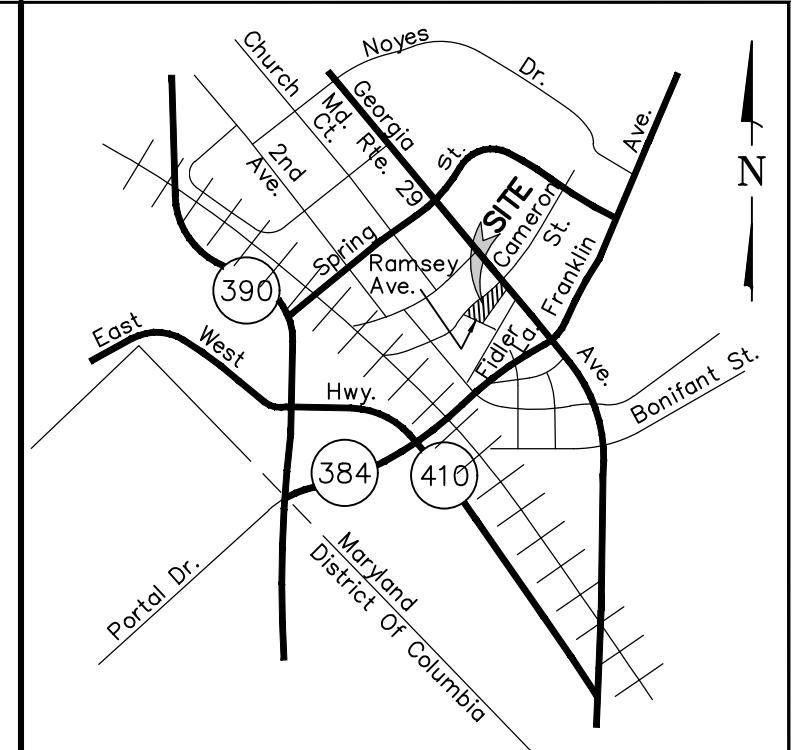 Noyes
Dr.
Church
Georgia
Md. Rte. 29
Ct.
Ave.
2nd
Ave.
St.
N
SITE
Cameron
St.
Spring
Ramsey
Ave.
Franklin
390
Fidler
La.
East
West
Hwy.
Ave.
Bonifant St.
384
410
Portal Dr.
Maryland
District Of Columbia